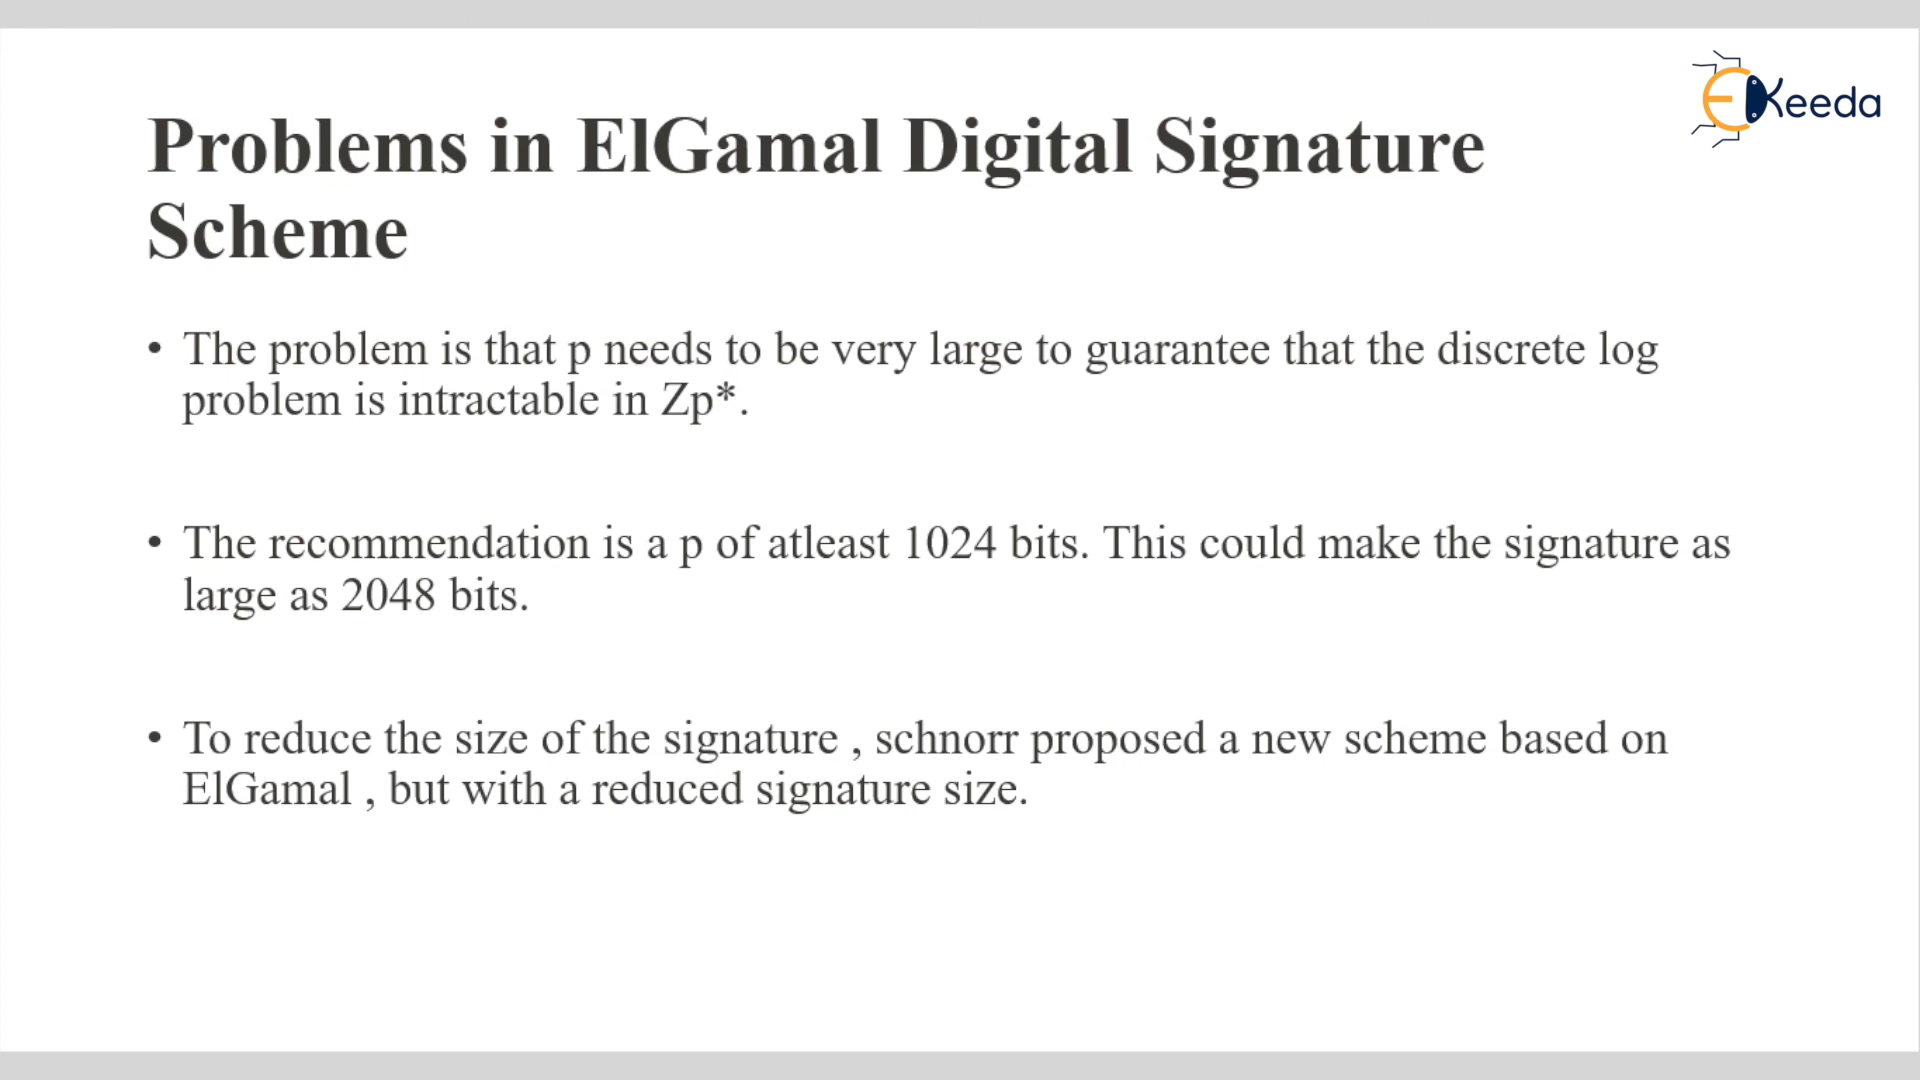 EKeeda
Problems in ElGamal Digital Signature
Scheme
• The problem is that p needs to be very large to guarantee that the discrete log
problem is intractable in Zp*.
• The recommendation is a p of atleast 1024 bits. This could make the signature as
large as 2048 bits.
• To reduce the size of the signature , schnorr proposed a new scheme based on
ElGamal , but with a reduced signature size.